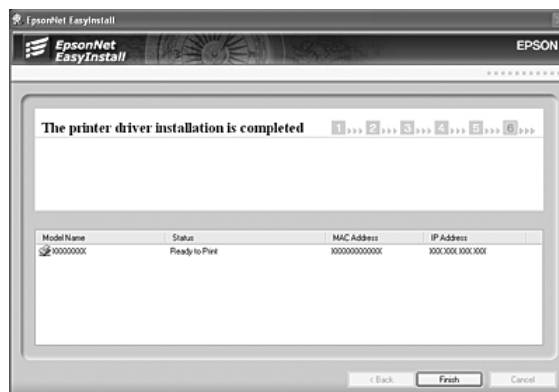 EpsonNet EasyInstall
EpsonNet
EasyInstall
EPSON
The printer driver installation is completed
1 2 3 4 5 6
Model Name Status MAC Address IP Address
XXXXXXXX Ready to Print XXXXXXXXXXXX XXX.XXX.XXX.XXX
< Back Finish Cancel